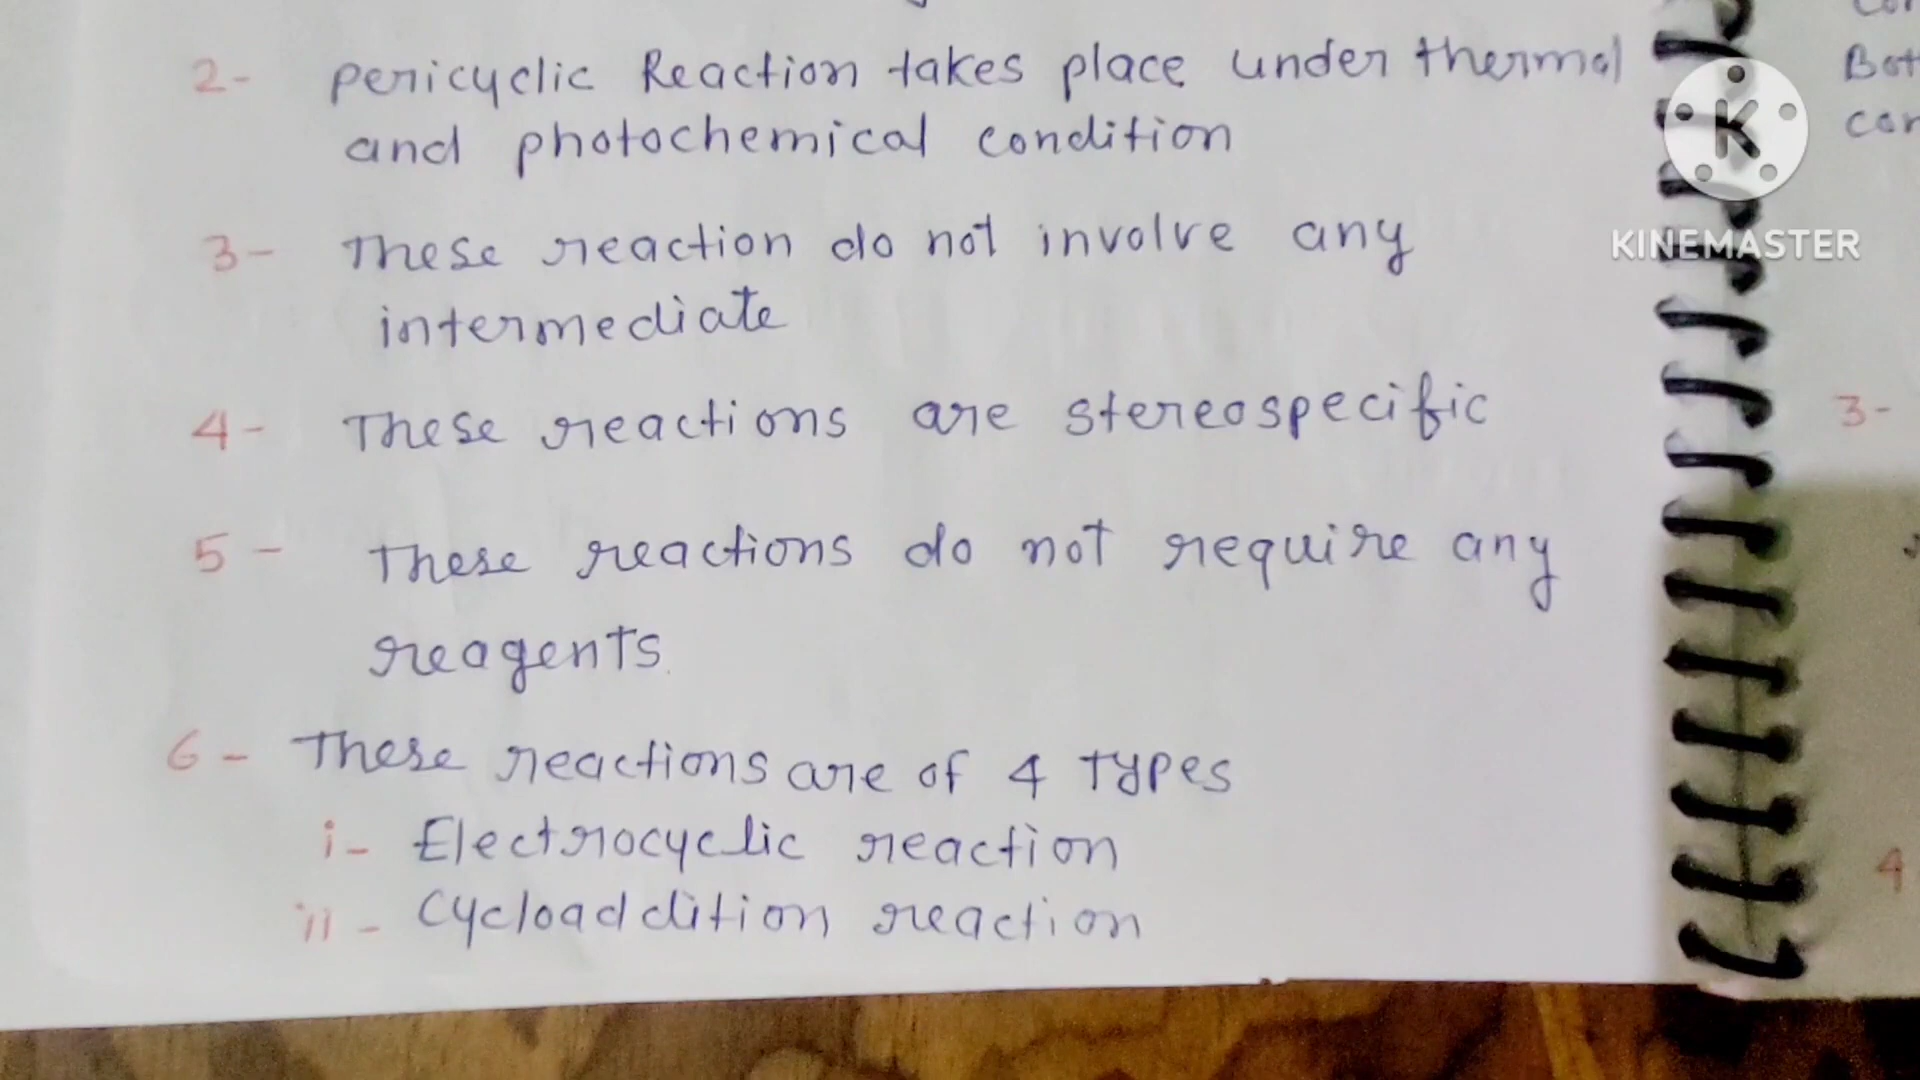 2- Pericyclic Reaction takes place under thermal
and photochemical condition
3- These reaction do not involve any
intermediate
4- These reactions are stereospecific
5- These reactions do not require any
reagents
6- These reactions are of 4 Types
i- Electrocyclic reaction
ii- Cycloaddition reaction
Bot
con
3-
4
KINEMASTER